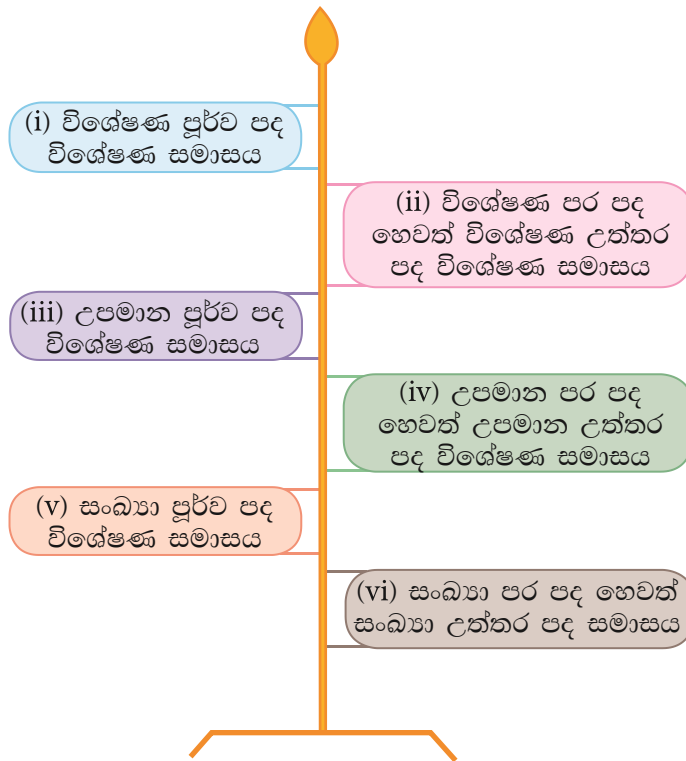 (i) විශේෂණ පූර්ව පද
විශේෂණ සමාසය
(ii) විශේෂණ පර පද
හෙවත් විශේෂණ උත්තර
පද විශේෂණ සමාසය
(iii) උපමාන පූර්ව පද
විශේෂණ සමාසය
(iv) උපමාන පර පද
හෙවත් උපමාන උත්තර
පද විශේෂණ සමාසය
(v) සංඛ්‍යා පූර්ව පද
විශේෂණ සමාසය
(vi) සංඛ්‍යා පර පද හෙවත්
සංඛ්‍යා උත්තර පද සමාසය